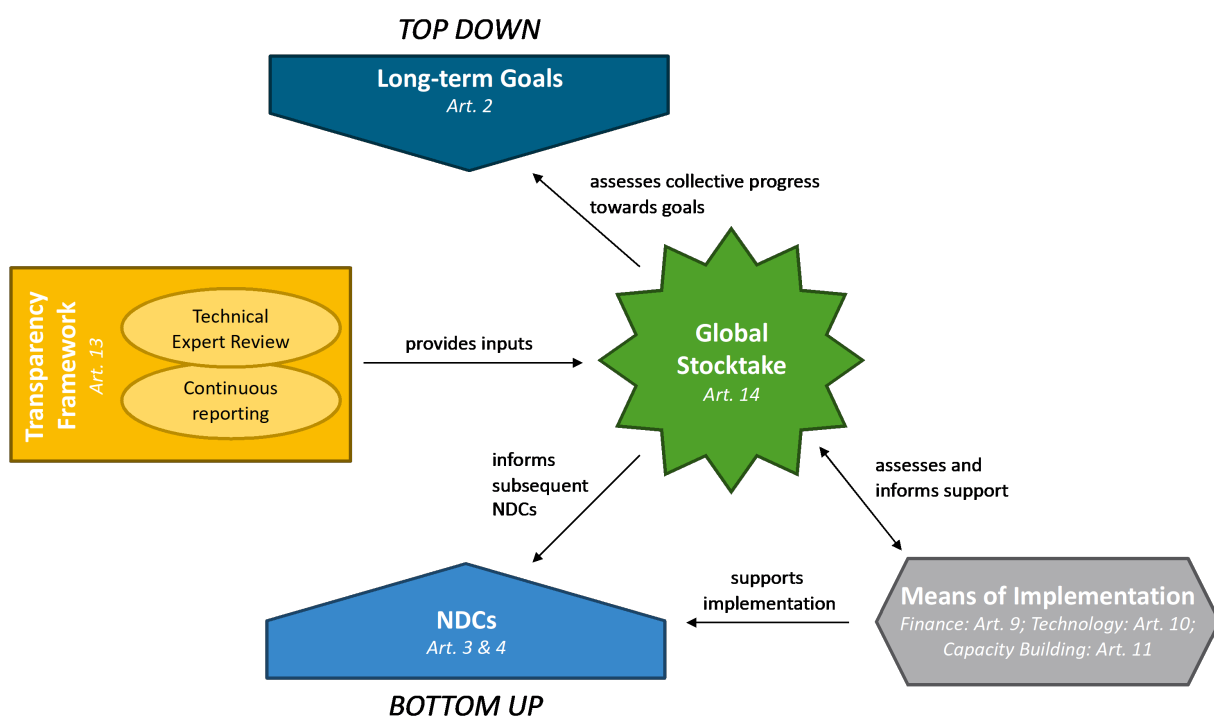 TOP DOWN
Long-term Goals
Art. 2
assesses collective progress
towards goals
Transparency
Framework
Art. 13
Technical
Expert Review
Continuous
reporting
provides inputs
Global
Stocktake
Art. 14
informs
subsequent
NDCs
assesses and
informs support
supports
implementation
Means of Implementation
Finance: Art. 9; Technology: Art. 10;
Capacity Building: Art. 11
NDCs
Art. 3 & 4
BOTTOM UP